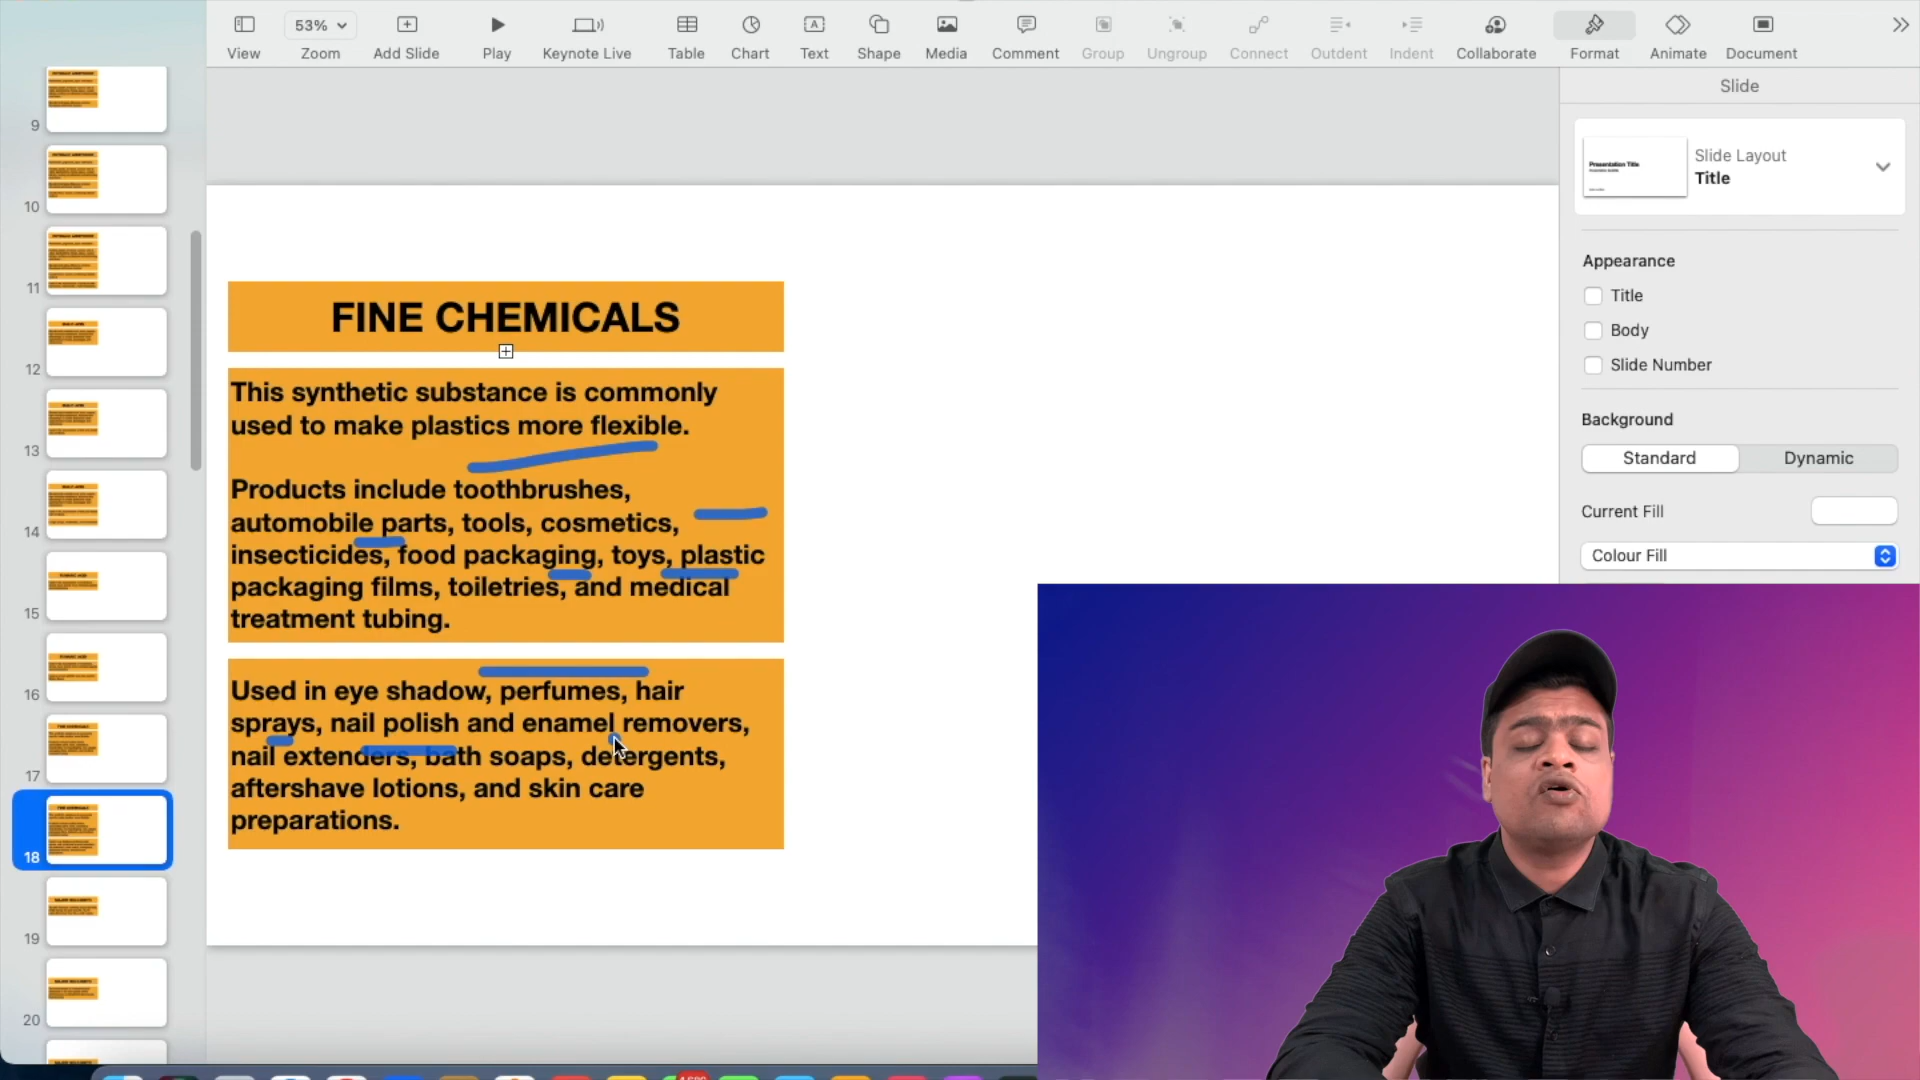 View
53%
Zoom
Add Slide
Play
Keynote Live
Table
Chart
Text
Shape
Media
Comment
Group
Ungroup
Connect
Outdent
Indent
Collaborate
Format
Animate
Document
Slide
Presentation Title
Slide Layout
Title
Appearance
Title
Body
Slide Number
Background
Standard
Dynamic
Current Fill
Colour Fill
9
10
11
12
13
14
15
16
17
18
19
20
FINE CHEMICALS
This synthetic substance is commonly
used to make plastics more flexible.
Products include toothbrushes,
automobile parts, tools, cosmetics,
insecticides, food packaging, toys, plastic
packaging films, toiletries, and medical
treatment tubing.
Used in eye shadow, perfumes, hair
sprays, nail polish and enamel removers,
nail extenders, bath soaps, detergents,
aftershave lotions, and skin care
preparations.